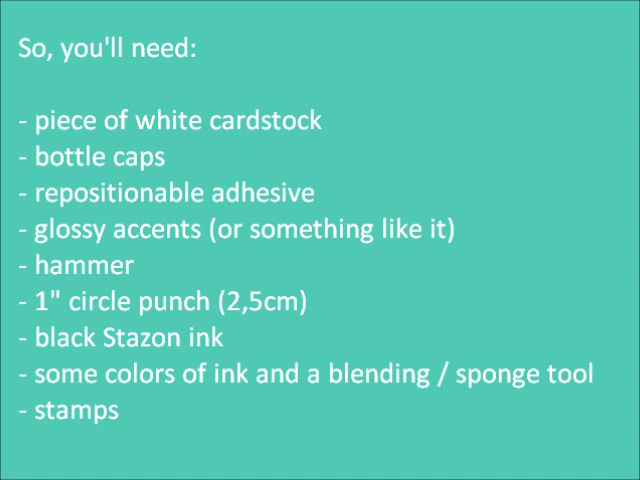 So, you'll need:
- piece of white cardstock
- bottle caps
- repositionable adhesive
- glossy accents (or something like it)
- hammer
- 1" circle punch (2,5cm)
- black Stazon ink
- some colors of ink and a blending / sponge tool
- stamps